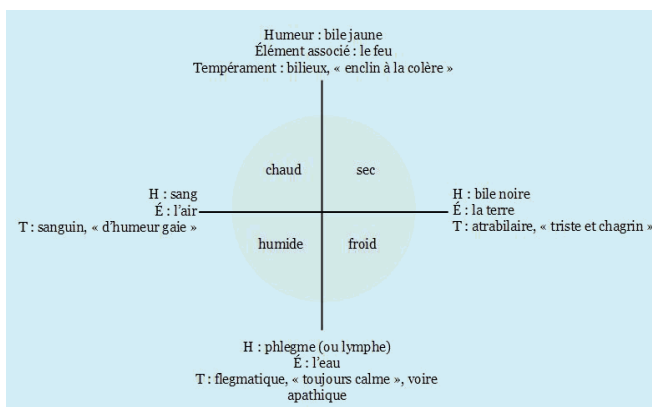 Humeur : bile jaune
Élément associé : le feu
Tempérament : bilieux, « enclin à la colère »
chaud
sec
H : sang
É : l'air
T : sanguin, « d'humeur gaie »
H : bile noire
É : la terre
T : atrabilaire, « triste et chagrin »
humide
froid
H : phlegme (ou lymphe)
É : l'eau
T : flegmatique, « toujours calme », voire
apathique